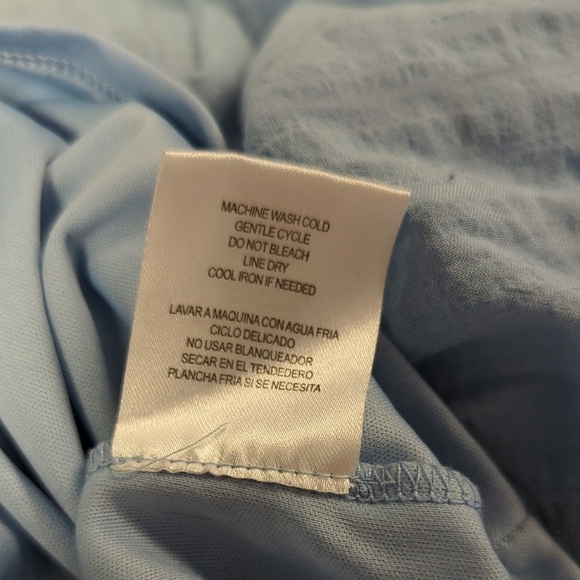 MACHINE WASH COLD
GENTLE CYCLE
DO NOT BLEACH
LINE DRY
COOL IRON IF NEEDED
LAVAR A MAQUINA CON AGUA FRIA
CICLO DELICADO
NO USAR BLANQUEADOR
SECAR EN EL TENDEDERO
PLANCHA FRIA SI SE NECESITA